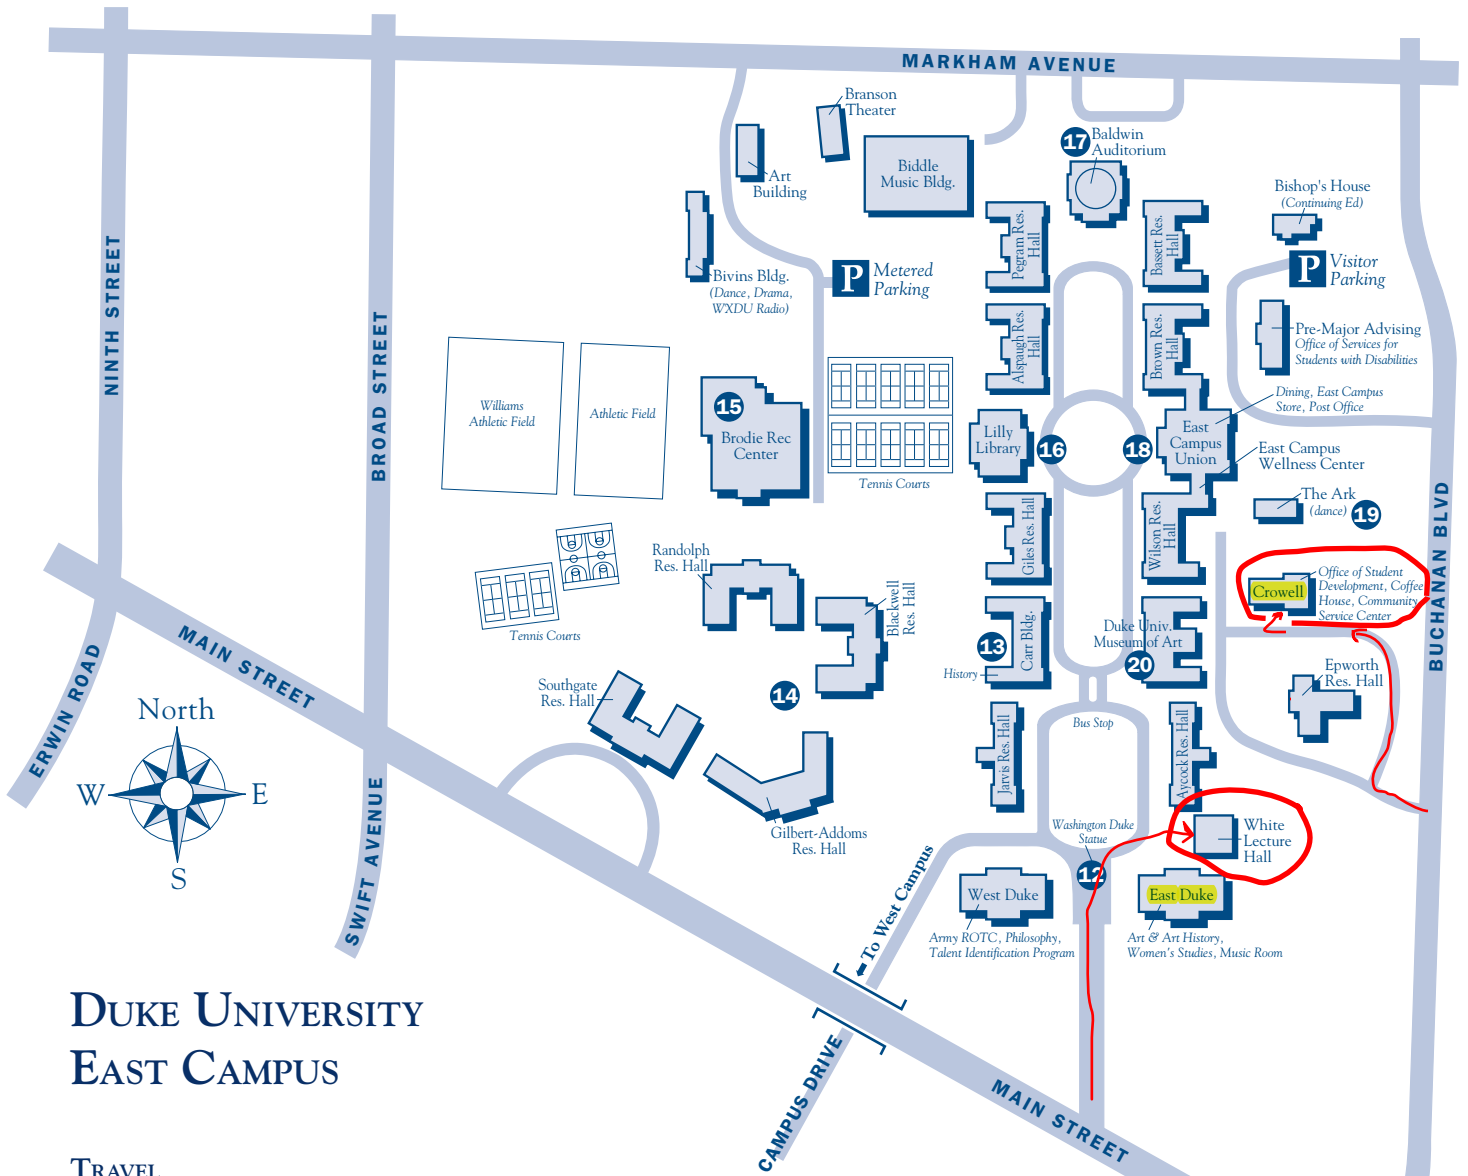 MARKHAM AVENUE
Branson
Theater
17
Baldwin
Auditorium
Biddle
Music Bldg.
Art
Building
Bishop's House
(Continuing Ed)
Pegram Res.
Hall
Bassett Res.
Hall
NINTH STREET
Bivins Bldg.
(Dance, Drama,
WXDU Radio)
P
Metered
Parking
P
Visitor
Parking
BROAD STREET
Alspaugh Res.
Hall
Brown Res.
Hall
Pre-Major Advising
Office of Services for
Students with Disabilities
Williams
Athletic Field
Athletic Field
15
Brodie Rec
Center
Tennis Courts
Lilly
Library
16
18
East
Campus
Union
Dining, East Campus
Store, Post Office
East Campus
Wellness Center
The Ark
(dance)
19
BUCHANAN BLVD
Giles Res. Hall
Wilson Res.
Hall
Randolph
Res. Hall
Blackwell
Res. Hall
Tennis Courts
Crowell
Office of Student
Development, Coffee
House, Community
Service Center
13
Carr Bldg.
History
Duke Univ.
Museum of Art
20
MAIN STREET
ERWIN ROAD
Southgate
Res. Hall
14
Epworth
Res. Hall
North
W
E
S
Bus Stop
Jarvis Res. Hall
Aycock Res. Hall
SWIFT AVENUE
Gilbert-Addoms
Res. Hall
Washington Duke
Statue
12
White
Lecture
Hall
To West Campus
West Duke
Army ROTC, Philosophy,
Talent Identification Program
East Duke
Art & Art History,
Women's Studies, Music Room
DUKE UNIVERSITY
EAST CAMPUS
CAMPUS DRIVE
MAIN STREET
TRAVEL